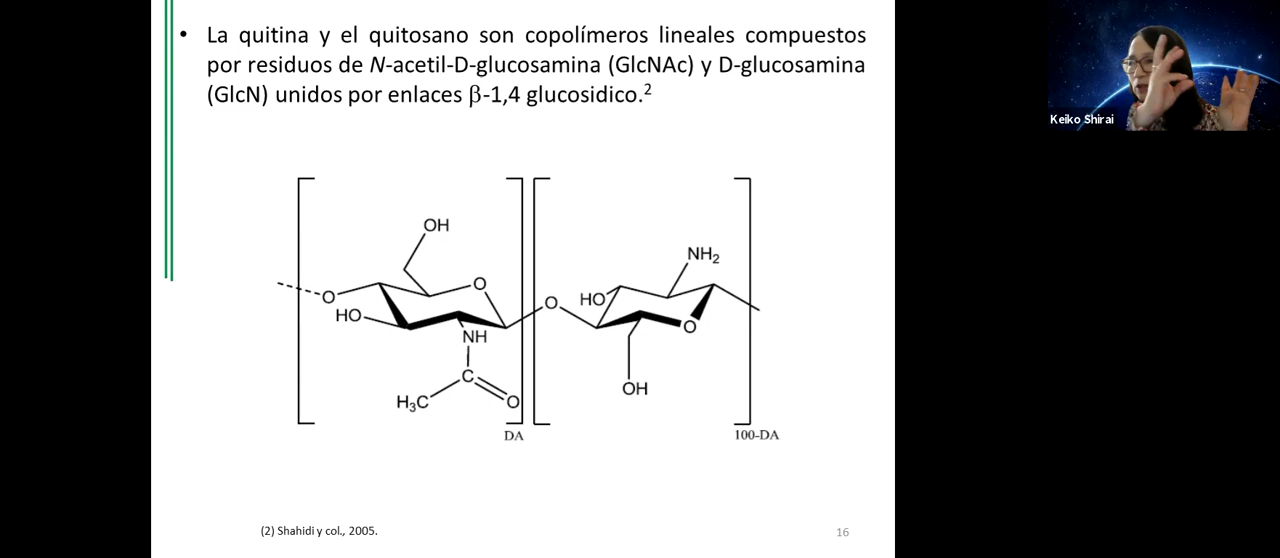 • La quitina y el quitosano son copolímeros lineales compuestos
por residuos de N-acetil-D-glucosamina (GlcNAc) y D-glucosamina
(GlcN) unidos por enlaces β-1,4 glucosidico.²
Keiko Shirai
OH
O
O
HO
NH
C
H₃C
O
DA
O
NH₂
HO
O
OH
100-DA
(2) Shahidi y col., 2005.
16